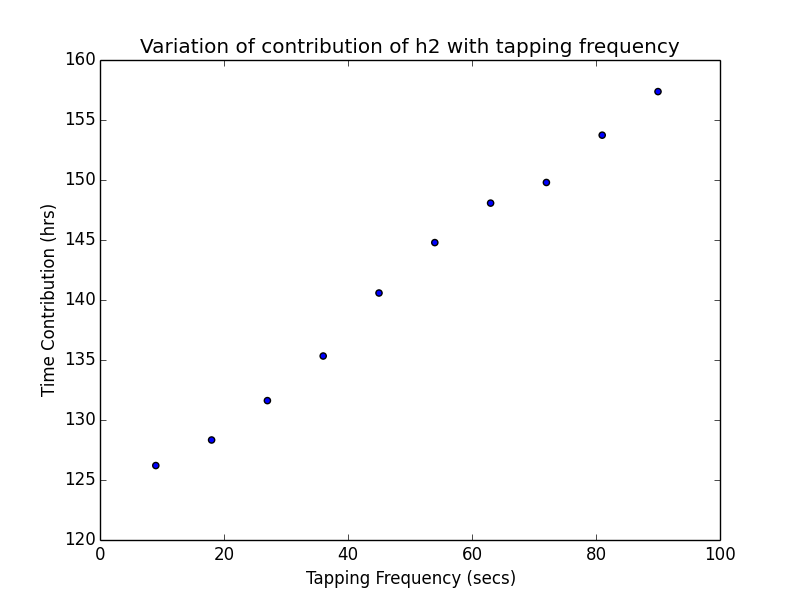 Variation of contribution of h2 with tapping frequency
160
155
150
145
140
135
130
125
120
Time Contribution (hrs)
0 20 40 60 80 100
Tapping Frequency (secs)